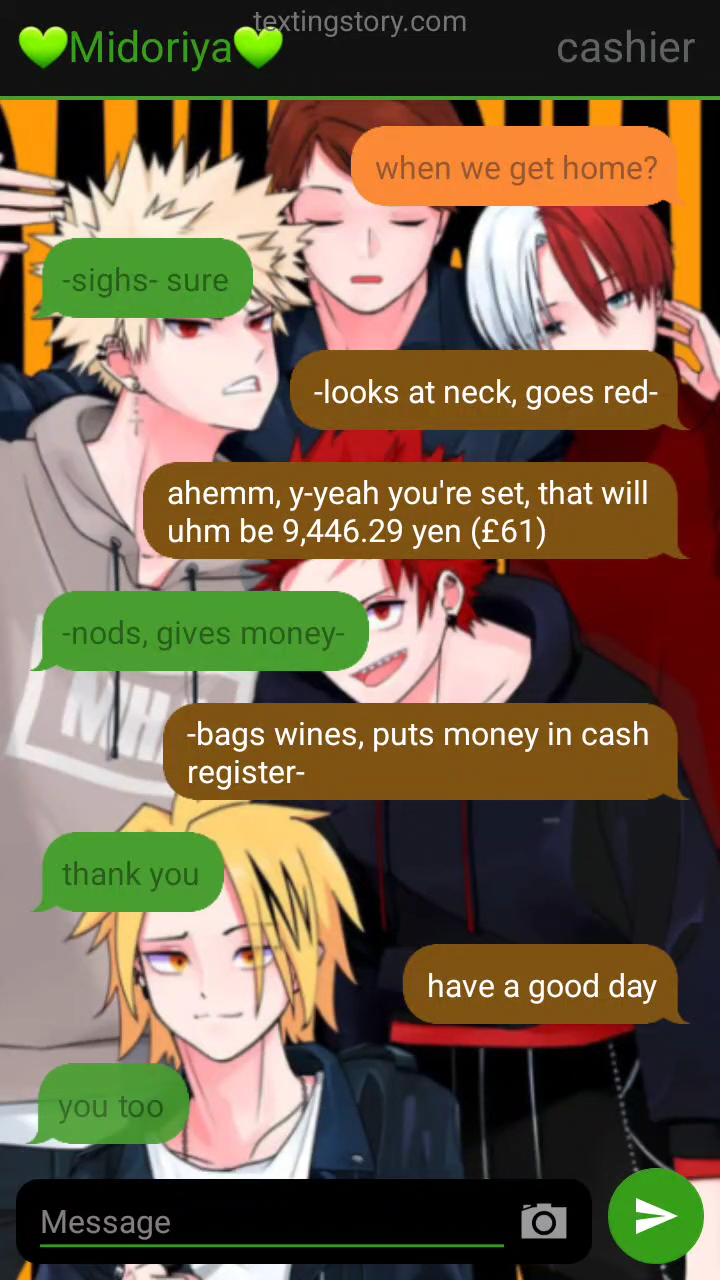 textingstory.com
💚Midoriya💚
cashier
when we get home?
-sighs- sure
-looks at neck, goes red-
ahemm, y-yeah you're set, that will
uhm be 9,446.29 yen (£61)
-nods, gives money-
MH
-bags wines, puts money in cash
register-
thank you
have a good day
you too
Message